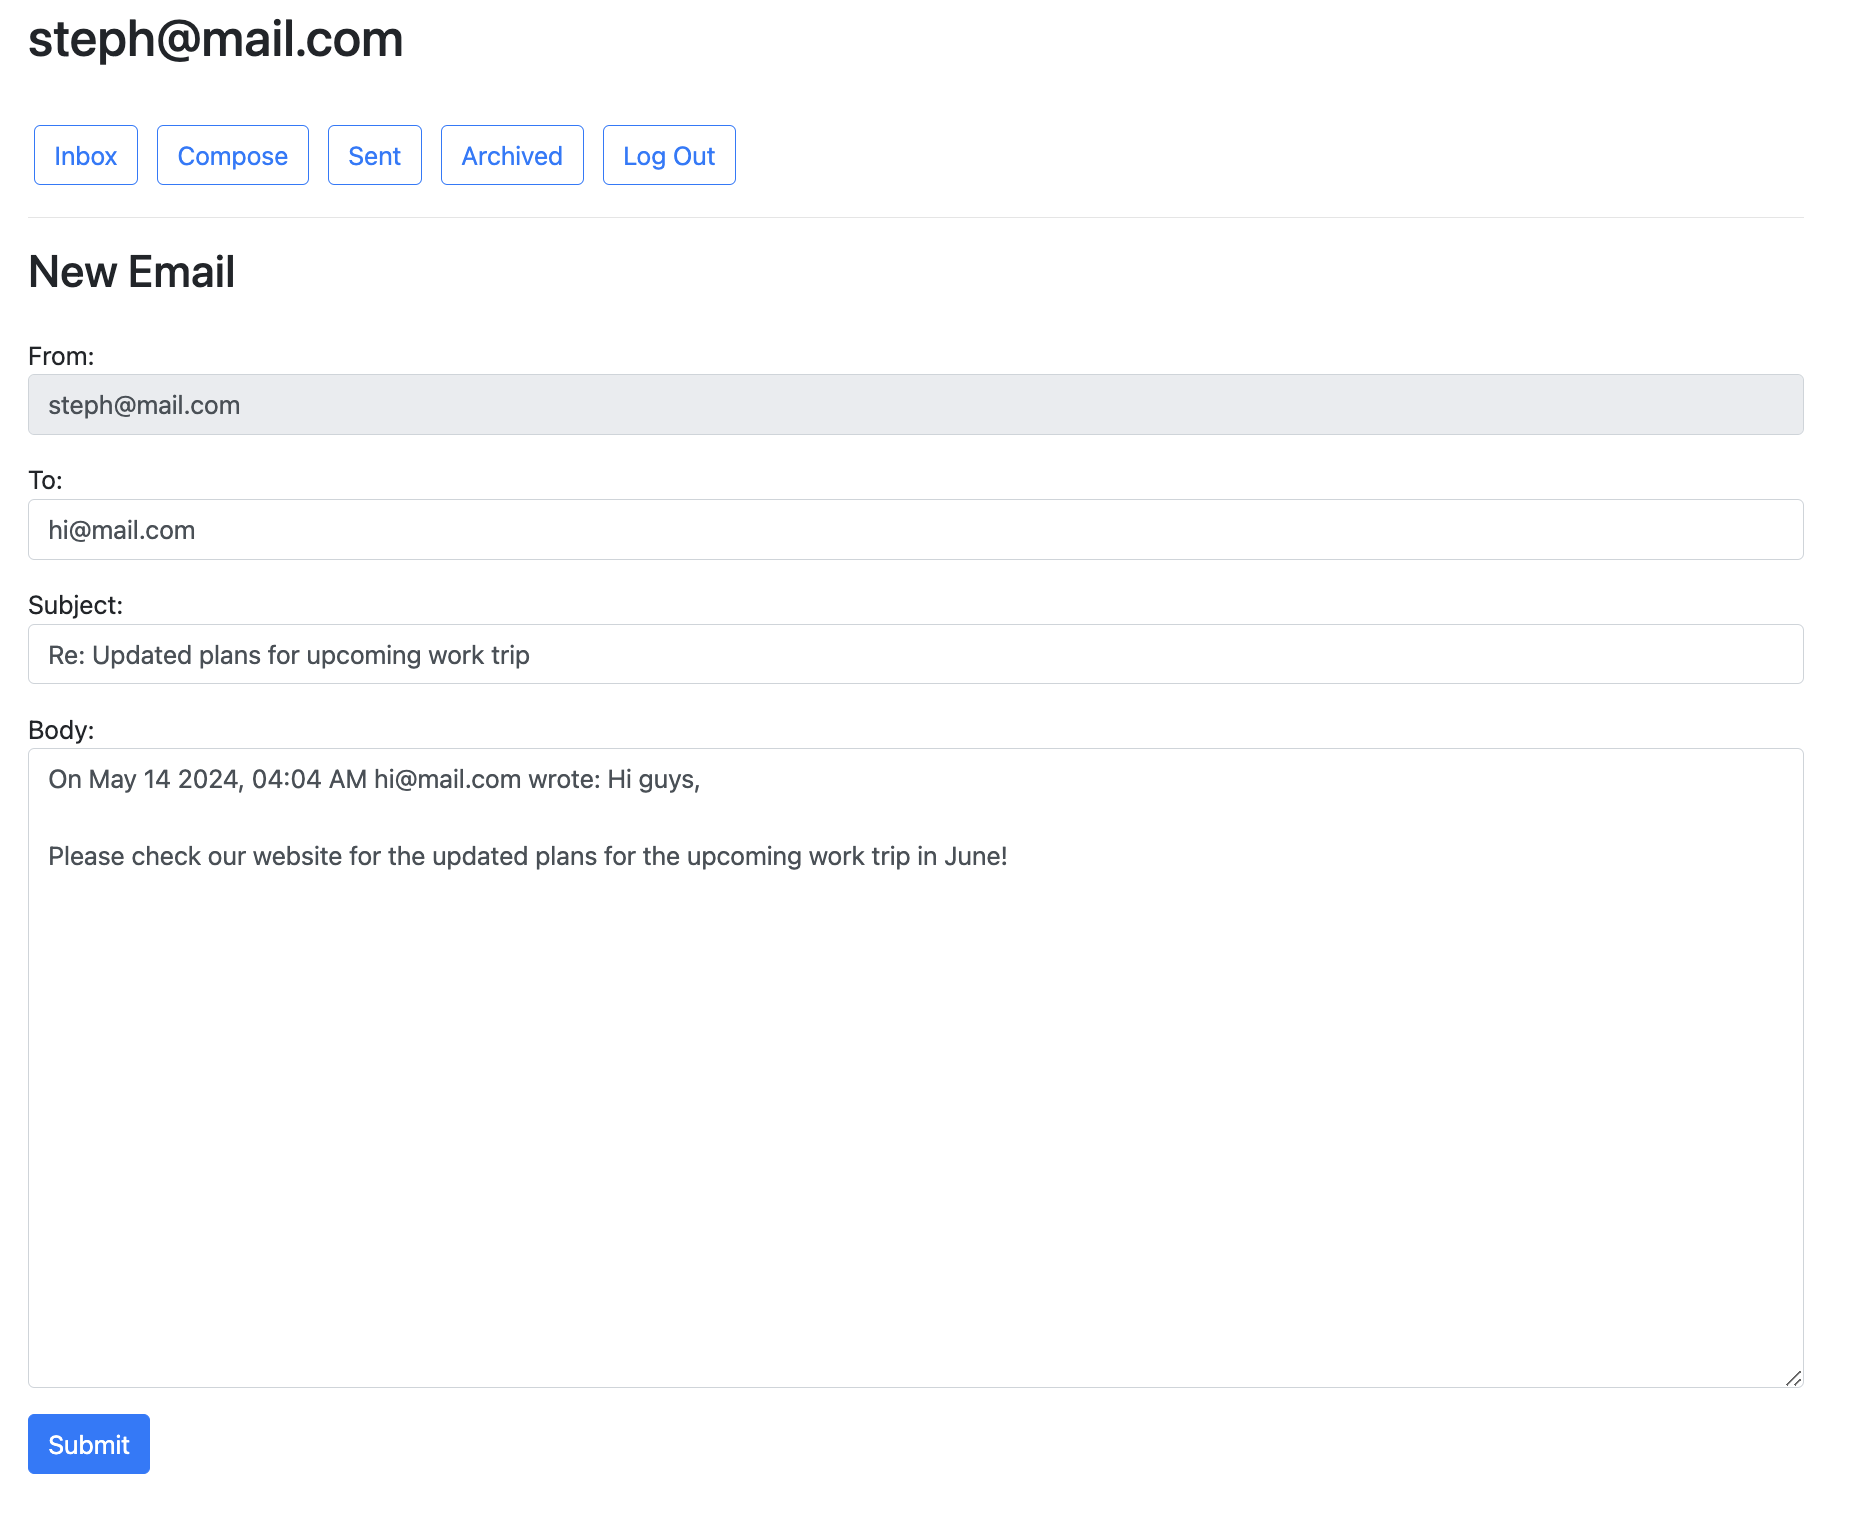 steph@mail.com
Inbox Compose Sent Archived Log Out
New Email
From:
steph@mail.com
To:
hi@mail.com
Subject:
Re: Updated plans for upcoming work trip
Body:
On May 14 2024, 04:04 AM hi@mail.com wrote: Hi guys,
Please check our website for the updated plans for the upcoming work trip in June!
Submit